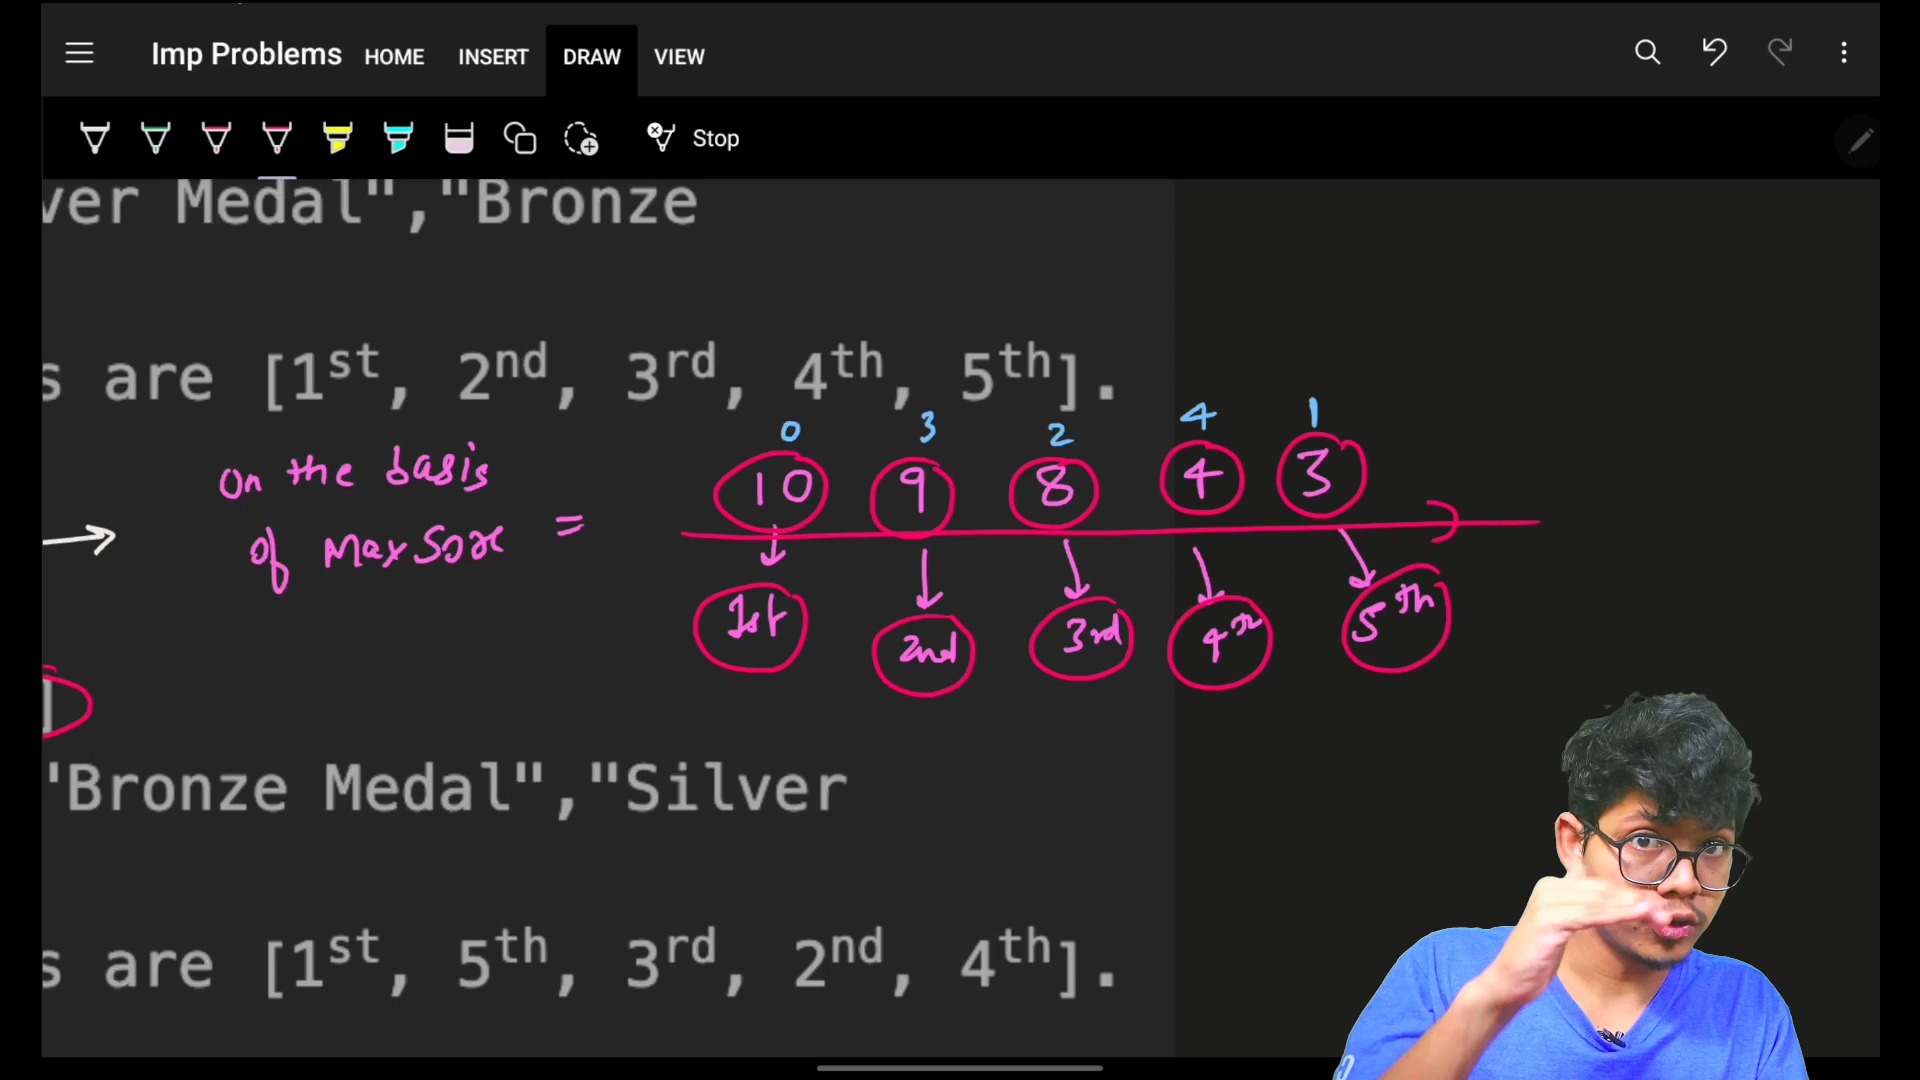 Imp Problems HOME INSERT DRAW VIEW
Stop
ver Medal","Bronze
s are [1st, 2nd, 3rd, 4th, 5th].
0 3 2 4 1
on the basis
of Max Sore =
10 9 8 4 3
1st 2nd 3rd 4th 5th
]
"Bronze Medal","Silver
s are [1st, 5th, 3rd, 2nd, 4th].